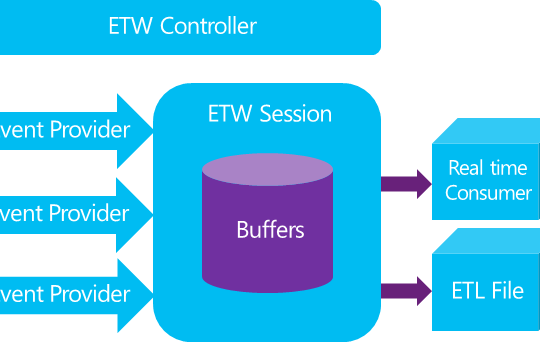 ETW Controller
vent Provider
ETW Session
Real time
Consumer
vent Provider
Buffers
vent Provider
ETL File